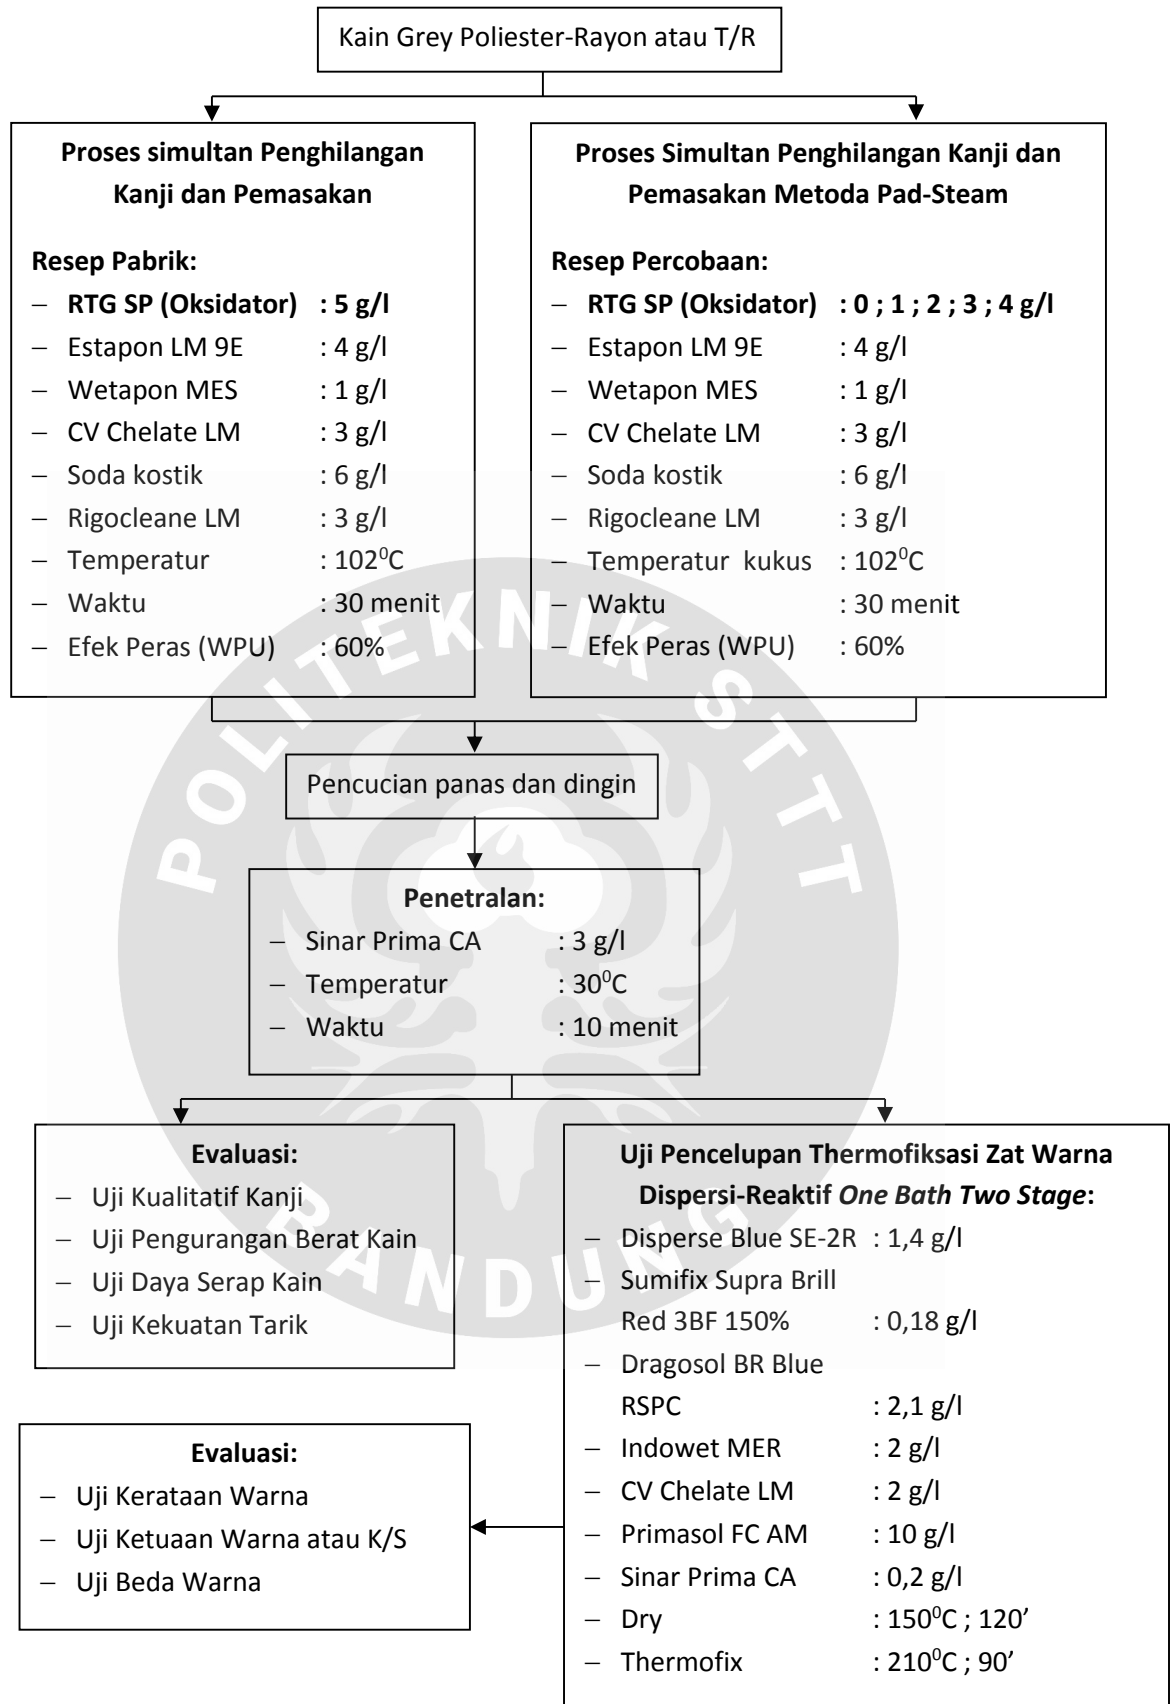 Kain Grey Poliester-Rayon atau T/R
Proses simultan Penghilangan
Kanji dan Pemasakan
Resep Pabrik:
– RTG SP (Oksidator) : 5 g/l
– Estapon LM 9E : 4 g/l
– Wetapon MES : 1 g/l
– CV Chelate LM : 3 g/l
– Soda kostik : 6 g/l
– Rigocleane LM : 3 g/l
– Temperatur : 102⁰C
– Waktu : 30 menit
– Efek Peras (WPU) : 60%
Proses Simultan Penghilangan Kanji dan
Pemasakan Metoda Pad-Steam
Resep Percobaan:
– RTG SP (Oksidator) : 0 ; 1 ; 2 ; 3 ; 4 g/l
– Estapon LM 9E : 4 g/l
– Wetapon MES : 1 g/l
– CV Chelate LM : 3 g/l
– Soda kostik : 6 g/l
– Rigocleane LM : 3 g/l
– Temperatur kukus : 102⁰C
– Waktu : 30 menit
– Efek Peras (WPU) : 60%
Pencucian panas dan dingin
Penetralan:
– Sinar Prima CA : 3 g/l
– Temperatur : 30⁰C
– Waktu : 10 menit
Evaluasi:
– Uji Kualitatif Kanji
– Uji Pengurangan Berat Kain
– Uji Daya Serap Kain
– Uji Kekuatan Tarik
Uji Pencelupan Thermofiksasi Zat Warna
Dispersi-Reaktif One Bath Two Stage:
– Disperse Blue SE-2R : 1,4 g/l
– Sumifix Supra Brill
Red 3BF 150% : 0,18 g/l
– Dragosol BR Blue
RSPC : 2,1 g/l
– Indowet MER : 2 g/l
– CV Chelate LM : 2 g/l
– Primasol FC AM : 10 g/l
– Sinar Prima CA : 0,2 g/l
– Dry : 150⁰C ; 120’
– Thermofix : 210⁰C ; 90’
Evaluasi:
– Uji Kerataan Warna
– Uji Ketuaan Warna atau K/S
– Uji Beda Warna
POLITEKNIK STTT
BANDUNG